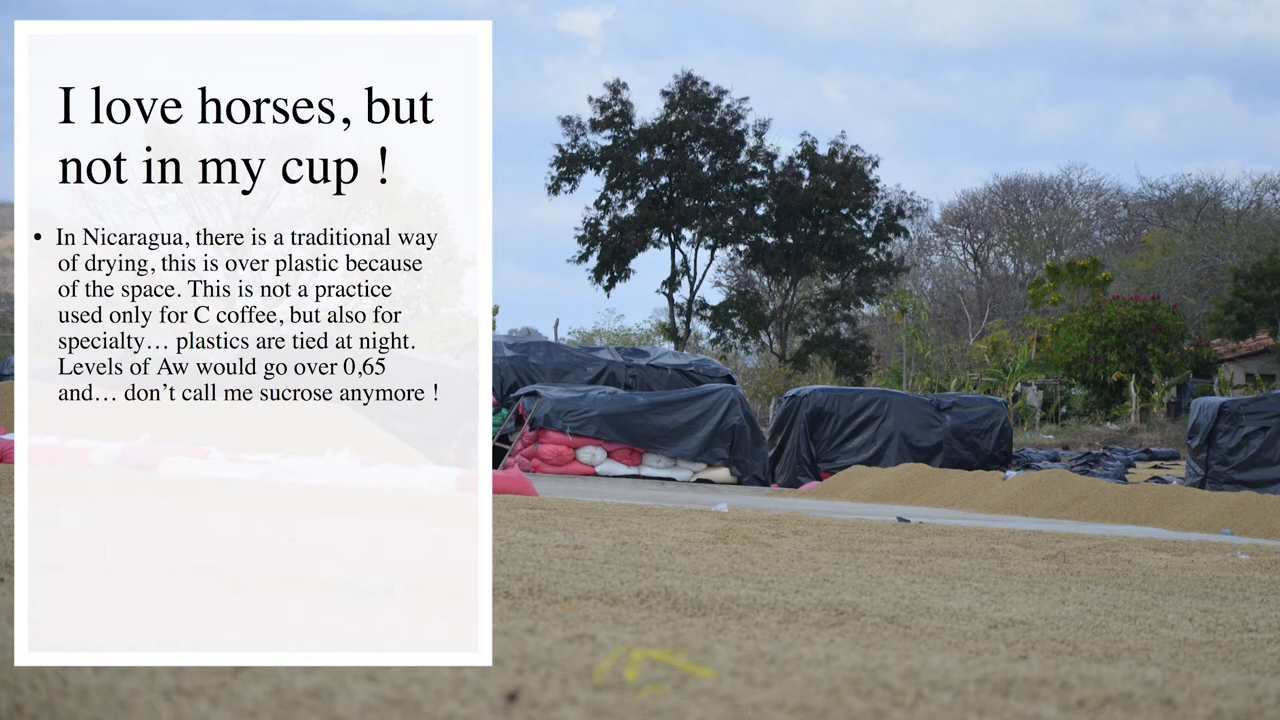 I love horses, but
not in my cup !
• In Nicaragua, there is a traditional way
of drying, this is over plastic because
of the space. This is not a practice
used only for C coffee, but also for
specialty… plastics are tied at night.
Levels of Aw would go over 0,65
and… don’t call me sucrose anymore !